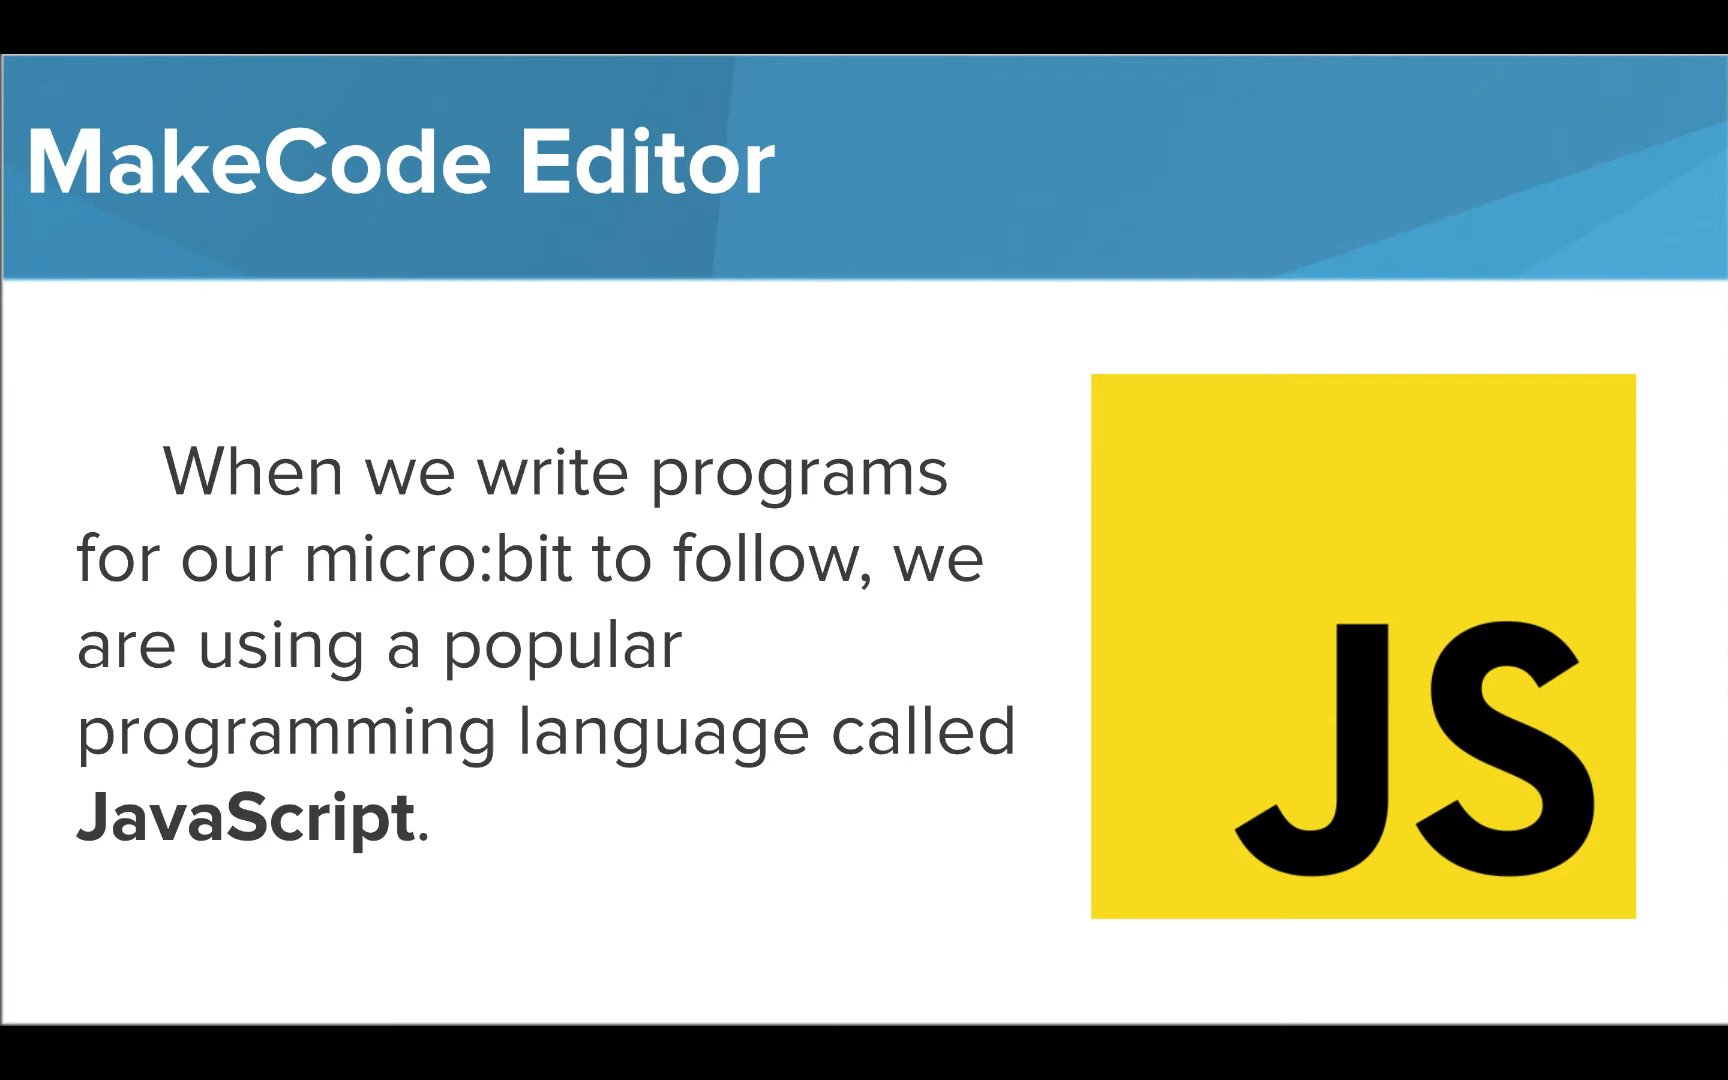 MakeCode Editor
When we write programs
for our micro:bit to follow, we
are using a popular
programming language called
JavaScript.
JS